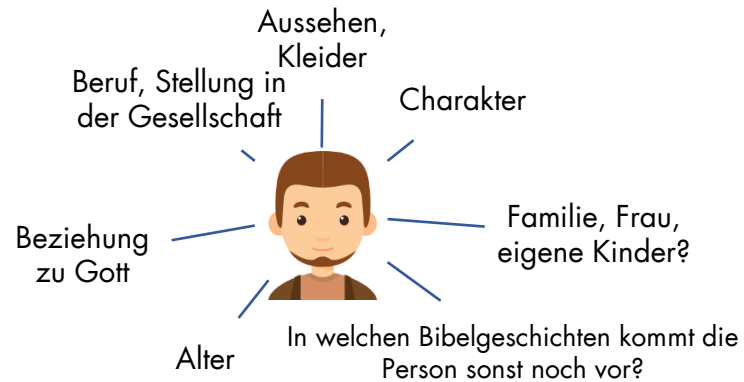 Aussehen,
Kleider
Beruf, Stellung in
der Gesellschaft
Charakter
Familie, Frau,
eigene Kinder?
Beziehung
zu Gott
In welchen Bibelgeschichten kommt die
Person sonst noch vor?
Alter